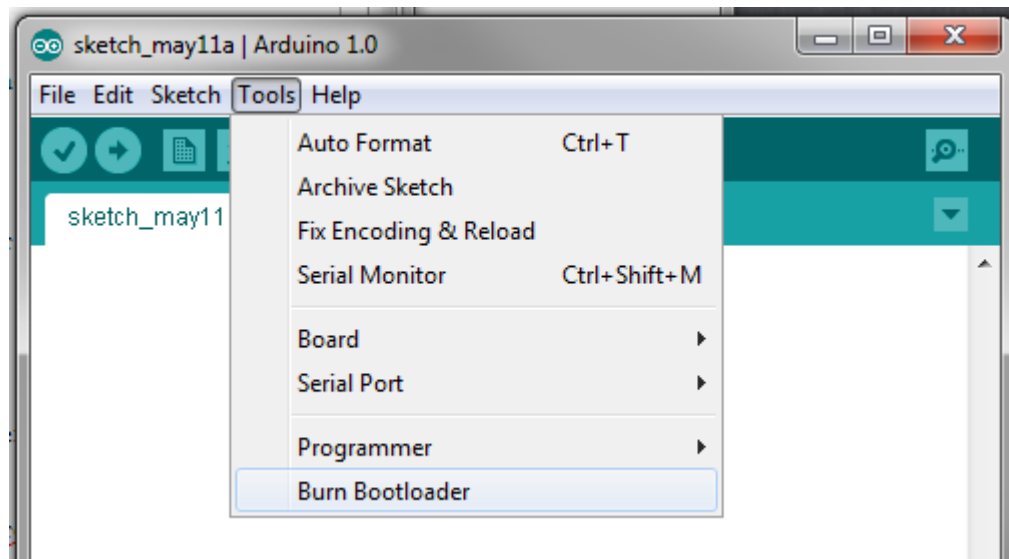 sketch_may11a | Arduino 1.0
File Edit Sketch Tools Help
Auto Format Ctrl+T
Archive Sketch
sketch_may11
Fix Encoding & Reload
Serial Monitor Ctrl+Shift+M
Board
Serial Port
Programmer
Burn Bootloader